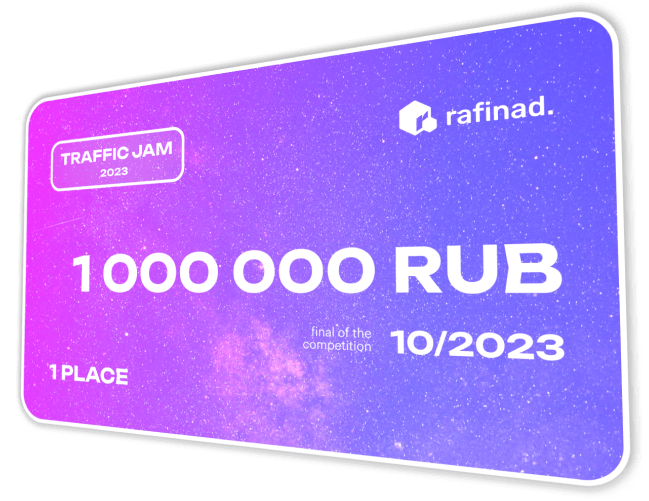 rafinad.
TRAFFIC JAM
2023
1 000 000 RUB
final of the
competition
10/2023
1 PLACE